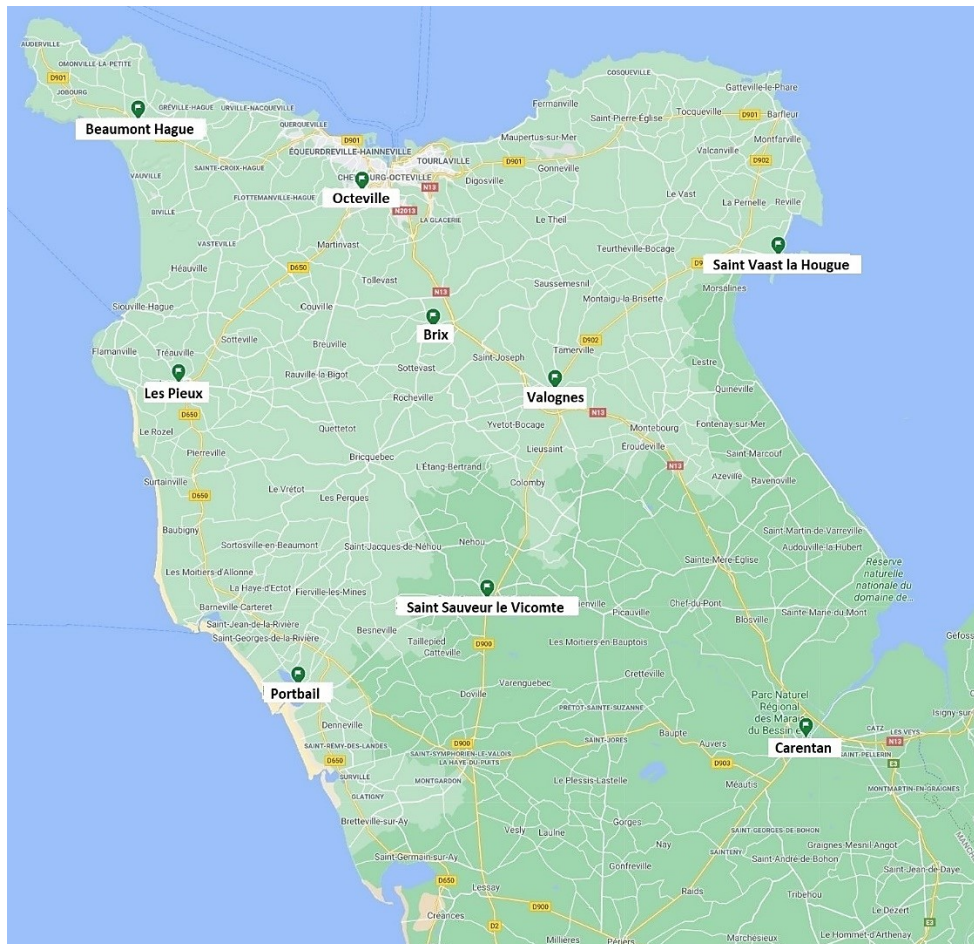 AUDERVILLE
OMONVILLE-LA-PETITE
D901
JOBOURG
Beaumont Hague
GRÉVILLE-HAGUE
URVILLE-NACQUEVILLE
QUERQUEVILLE
D901
ÉQUEURDREVILLE-HAINNEVILLE
TOURLAVILLE
SAINTE-CROIX-HAGUE
VAUVILLE
FLOTTEMANVILLE-HAGUE
BIVILLE
Octeville
N13
N2013
LA GLACERIE
Digosville
D901
Gonneville
Maupertus-sur-Mer
Fermanville
COSQUEVILLE
Saint-Pierre-Église
Tocqueville
Gatteville-le-Phare
D901
Barfleur
Montfarville
Valcanville
D902
Le Vast
La Pernelle
Réville
Le Theil
Teurthéville-Bocage
Saint Vaast la Hougue
Morsalines
VASTEVILLE
Martinvast
D650
Héauville
Tollevast
Couville
N13
Saussemesnil
Montaigu-la-Brisette
Siouville-Hague
Brix
D902
Flamanville
Tréauville
Sotteville
Breuville
Saint-Joseph
Tamerville
Lestre
Les Pieux
Rauville-la-Bigot
Sottevast
Rocheville
Valognes
Quinéville
D650
N13
Le Rozel
Quettetot
Yvetot-Bocage
Montebourg
Fontenay-sur-Mer
Pierreville
Bricquebec
Lieusaint
Éroudeville
Saint-Marcouf
L'Étang-Bertrand
N13
Azeville
Ravenoville
Surtainville
D650
Le Vrétot
Les Perques
Colomby
Baubigny
Saint-Martin-de-Varreville
Sortosville-en-Beaumont
Saint-Jacques-de-Néhou
Néhou
Audouville-la-Hubert
Sainte-Mère-Église
Réserve
naturelle
nationale du
domaine de...
Les Moitiers-d'Allonne
La Haye-d'Ectot
Fierville-les-Mines
Saint Sauveur le Vicomte
Picauville
Chef-du-Pont
Sainte-Marie-du-Mont
Barneville-Carteret
Saint-Jean-de-la-Rivière
Saint-Georges-de-la-Rivière
Besneville
Taillepied
Catteville
D900
Les Moitiers-en-Bauptois
Blosville
Varenguebec
Cretteville
Portbail
Doville
Parc Naturel
Régional
des Marais
du Bessin
Denneville
PRÉTOT-SAINTE-SUZANNE
Carentan
CATZ
LES VEYS
Isigny-su
SAINT-RÉMY-DES-LANDES
D900
SAINT-SYMPHORIEN-LE-VALOIS
LA HAYE-DU-PUITS
SAINT-JORES
Baupte
Auvers
D903
N13
E3
SAINT-PELLERIN
D650
SURVILLE
MONTGARDON
Le Plessis-Lastelle
Méautis
MONTMARTIN-EN-GRAIGNES
GLATIGNY
Bretteville-sur-Ay
Vesly
Laulne
Gorges
Nay
SAINT-GEORGES-DE-BOHON
Graignes-Mesnil-Angot
Saint-Germain-sur-Ay
Gonfreville
SAINTENY
Saint-André-de-Bohon
Saint-Jean-de-Daye
D650
Lessay
Raids
Tribehou
Créances
D900
Le Dézert
D2
Millières
Périers
Marchésieux
Le Hommet-d'Arthenay
E3